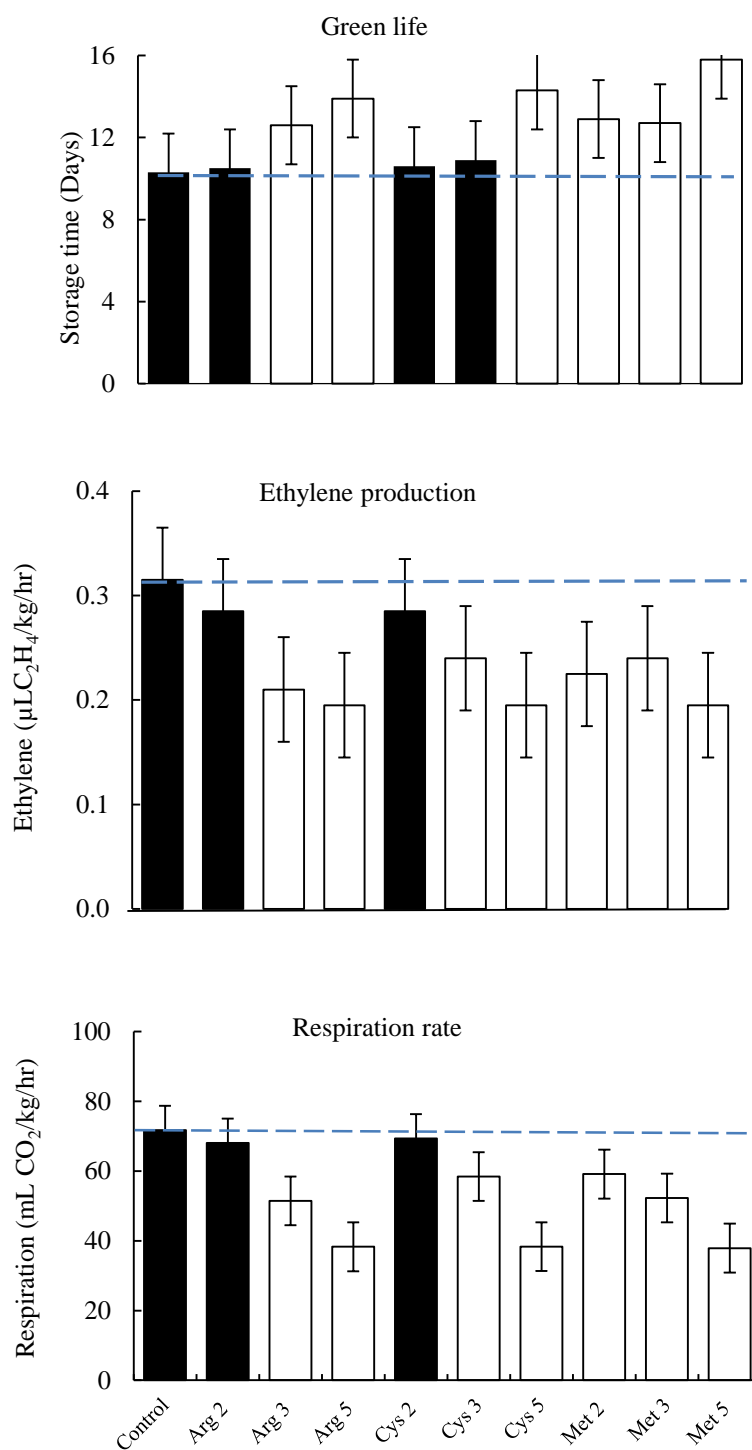 Green life
Storage time (Days)
16
12
8
4
0
Ethylene production
Ethylene (µLC₂H₄/kg/hr)
0.4
0.3
0.2
0.1
0.0
Respiration rate
Respiration (mL CO₂/kg/hr)
100
80
60
40
20
0
Control
Arg 2
Arg 3
Arg 5
Cys 2
Cys 3
Cys 5
Met 2
Met 3
Met 5